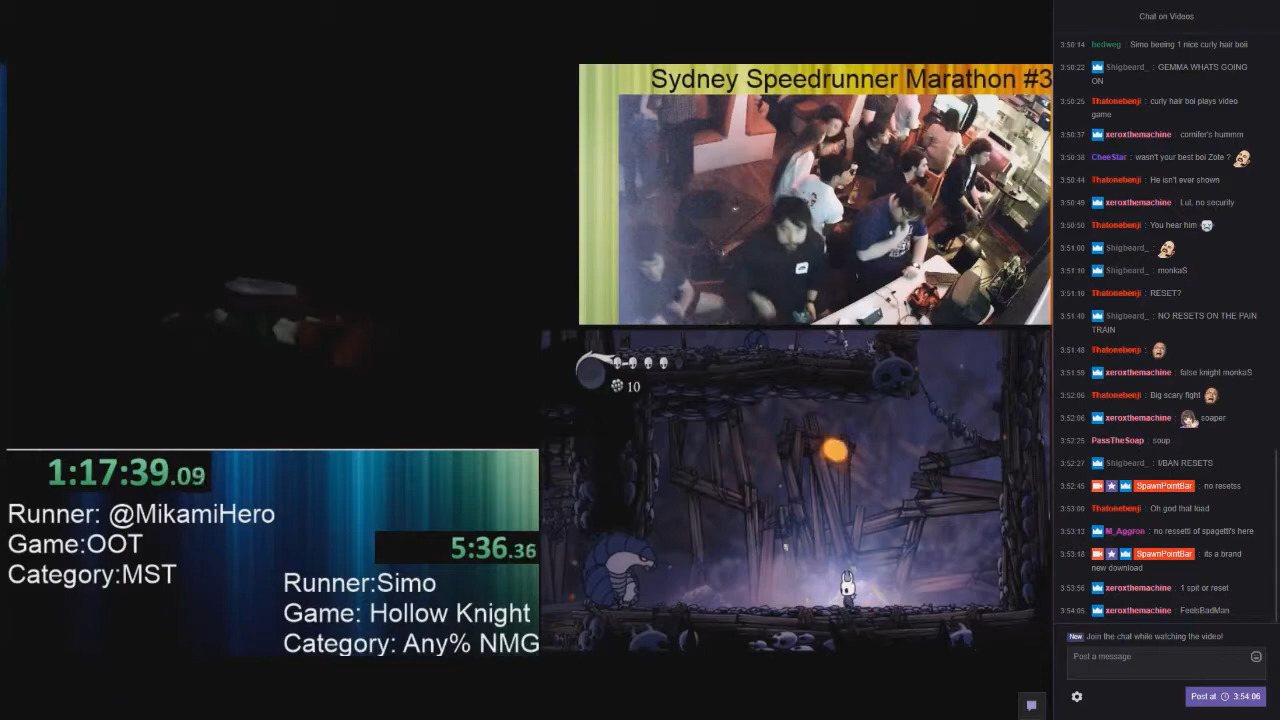 Sydney Speedrunner Marathon #3
10
1:17:39.09
Runner: @MikamiHero
Game:OOT
Category:MST
5:36.36
Runner:Simo
Game: Hollow Knight
Category: Any% NMG
Chat on Videos
3:50:14 hedweg : Simo beeing 1 nice curly hair boii
3:50:22 Shigbeard_ : GEMMA WHATS GOING
ON
3:50:25 Thatonebenji : curly hair boi plays video
game
3:50:37 xeroxthemachine : cornifer's hummm
3:50:38 CheeStar : wasn't your best boi Zote ?
3:50:44 Thatonebenji : He isn't ever shown
3:50:49 xeroxthemachine : LuL no security
3:50:50 Thatonebenji : You hear him
3:51:00 Shigbeard_ :
3:51:10 Shigbeard_ : monkaS
3:51:10 Thatonebenji : RESET?
3:51:40 Shigbeard_ : NO RESETS ON THE PAIN
TRAIN
3:51:48 Thatonebenji :
3:51:59 xeroxthemachine : false knight monkaS
3:52:06 Thatonebenji : Big scary fight
3:52:06 xeroxthemachine : soaper
3:52:25 PassTheSoap : soup
3:52:27 Shigbeard_ : I/BAN RESETS
3:52:45 SpawnPointBar : no resetss
3:53:00 Thatonebenji : Oh god that load
3:53:13 M_Aggron : no ressetti of spagetti's here
3:53:18 SpawnPointBar : its a brand
new download
3:53:56 xeroxthemachine : 1 spit or reset
3:54:05 xeroxthemachine : FeelsBadMan
New Join the chat while watching the video!
Post a message
Post at 3:54:06